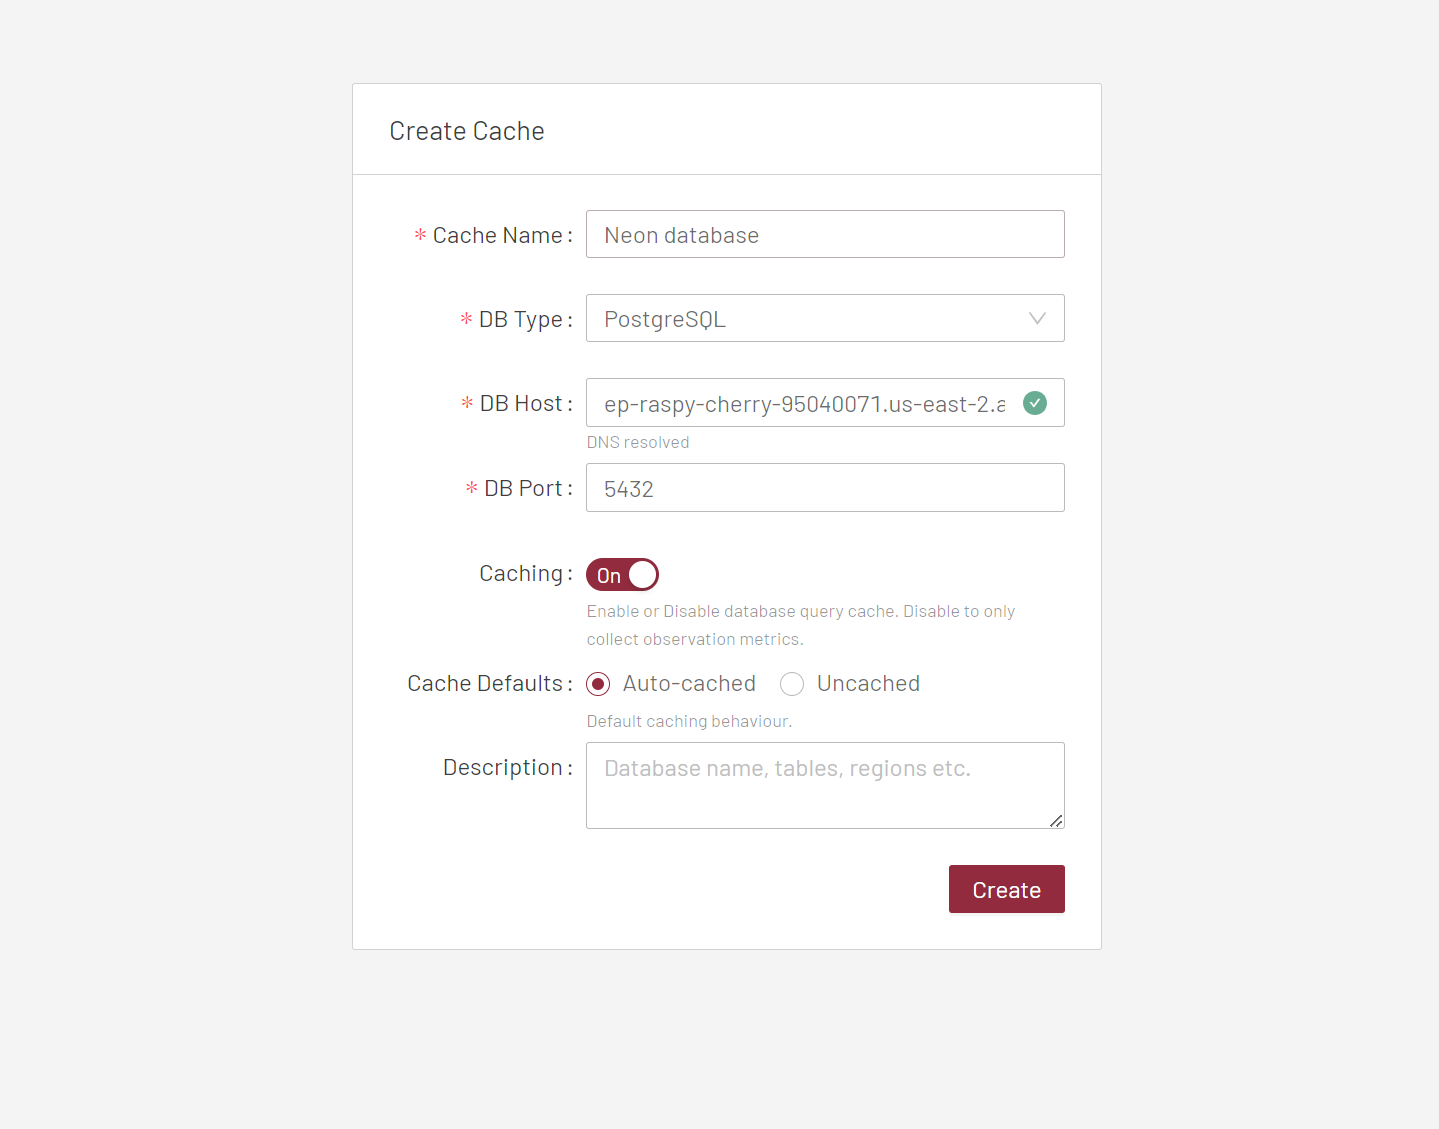 Create Cache
* Cache Name : Neon database
* DB Type : PostgreSQL
* DB Host : ep-raspy-cherry-95040071.us-east-2.a
DNS resolved
* DB Port : 5432
Caching : On
Enable or Disable database query cache. Disable to only
collect observation metrics.
Cache Defaults : Auto-cached Uncached
Default caching behaviour.
Description : Database name, tables, regions etc.
Create